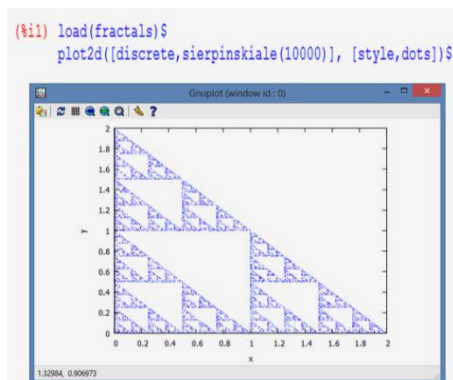 (%i1) load(fractals)$
plot2d([discrete,sierpinskiale(10000)], [style,dots])$
Gnuplot (window id : 0)
2
1.8
1.6
1.4
1.2
1
0.8
0.6
0.4
0.2
0
y
0 0.2 0.4 0.6 0.8 1 1.2 1.4 1.6 1.8 2
x
1.32984, 0.906973